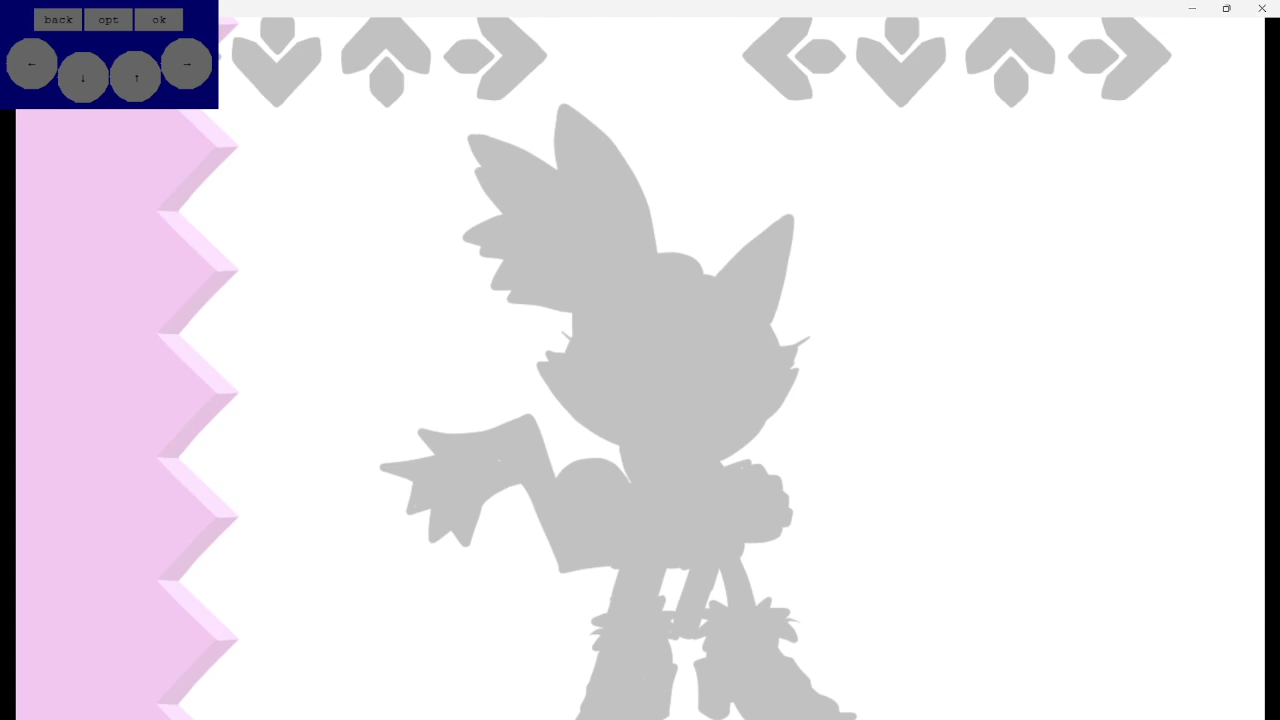 back opt ok
← ↓ ↑ →